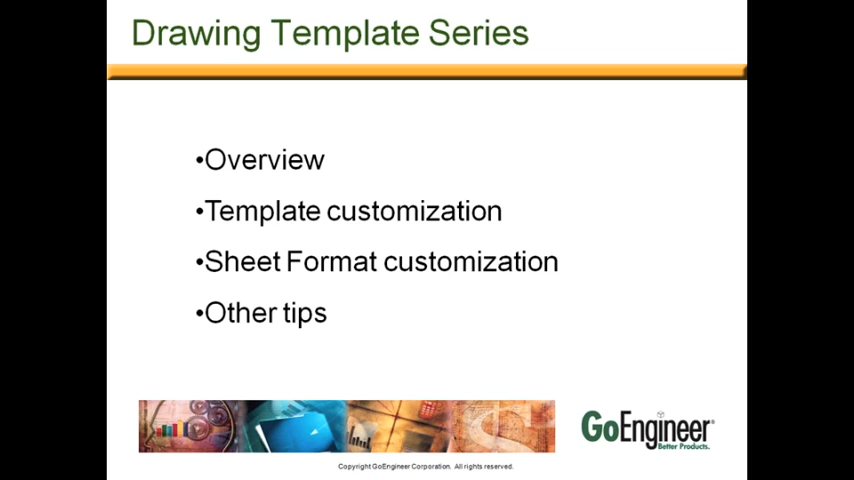 Drawing Template Series
•Overview
•Template customization
•Sheet Format customization
•Other tips
GoEngineer®
Better Products.
Copyright GoEngineer Corporation. All rights reserved.